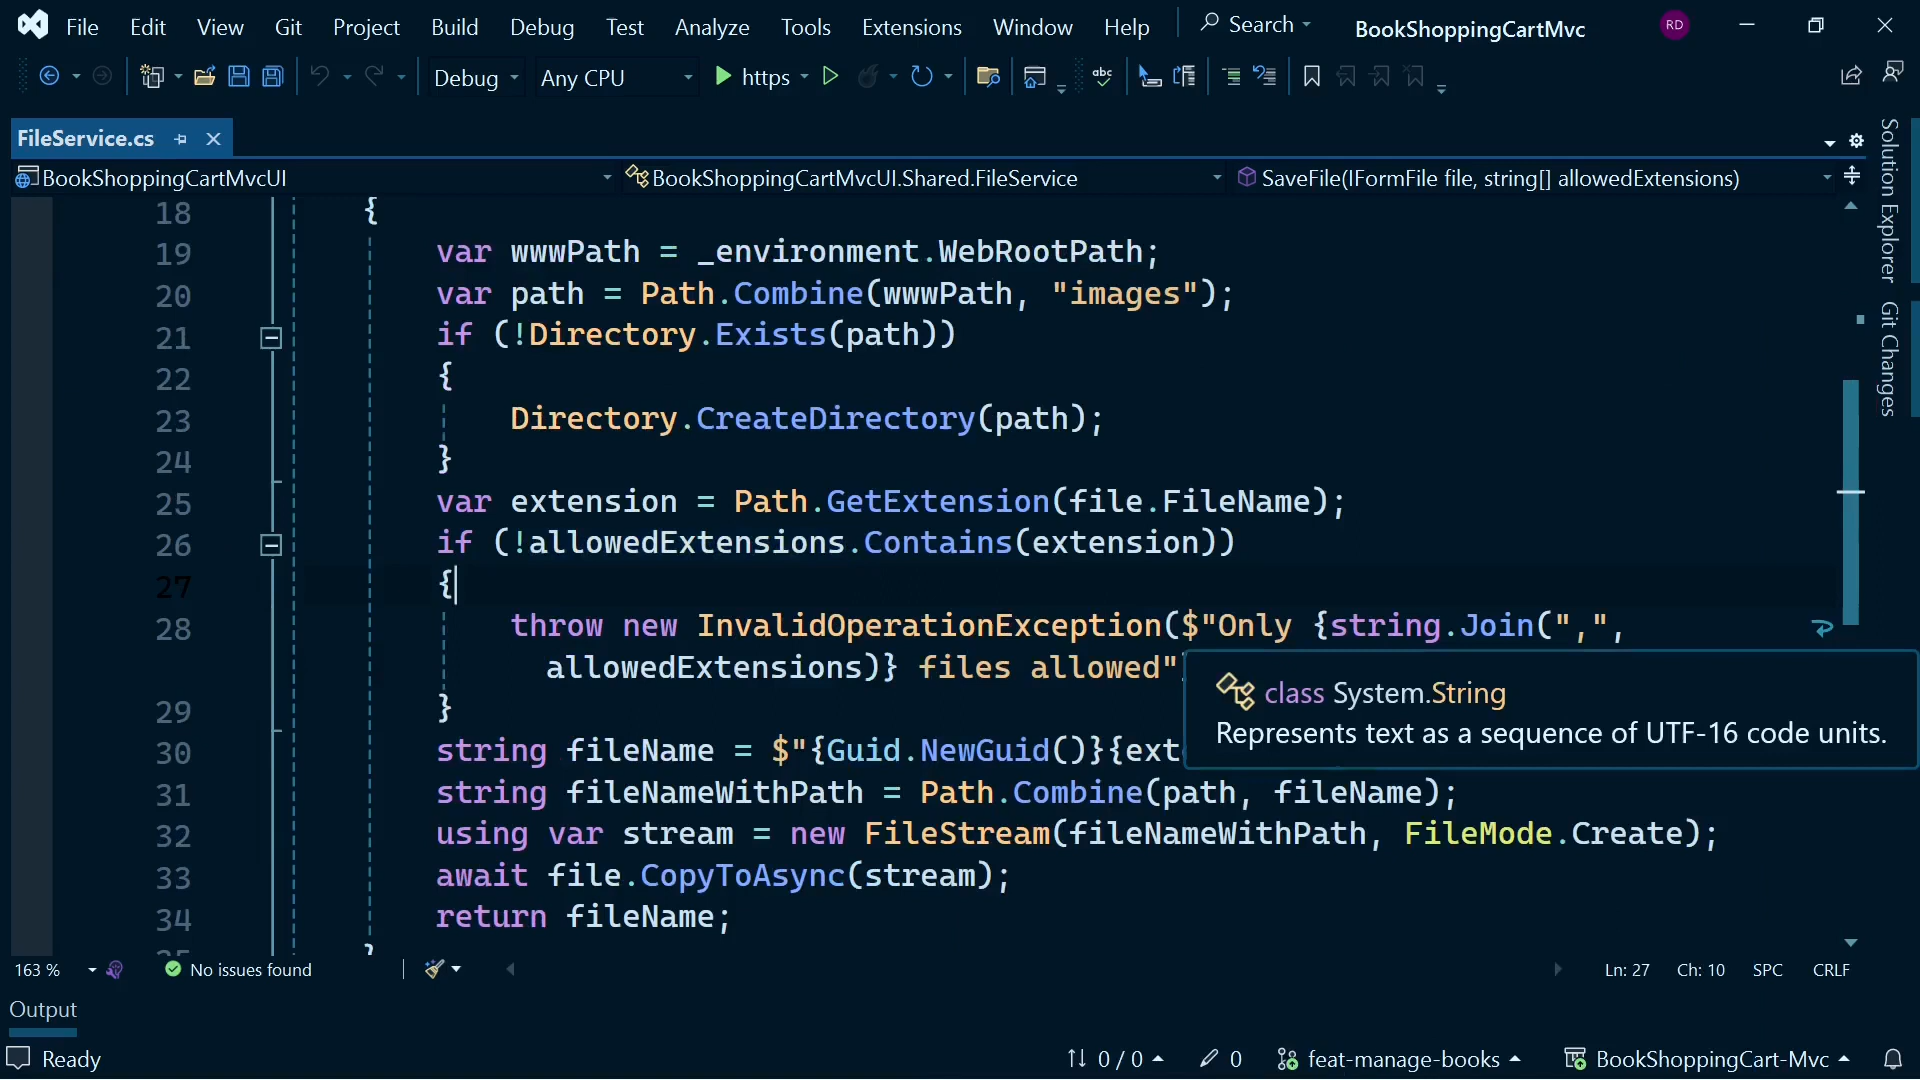 File Edit View Git Project Build Debug Test Analyze Tools Extensions Window Help Search BookShoppingCartMvc RD
Debug Any CPU https abc
FileService.cs
BookShoppingCartMvcUI BookShoppingCartMvcUI.Shared.FileService SaveFile(IFormFile file, string[] allowedExtensions)
Solution Explorer
Git Changes
18 {
19 var wwwPath = _environment.WebRootPath;
20 var path = Path.Combine(wwwPath, "images");
21 if (!Directory.Exists(path))
22 {
23 Directory.CreateDirectory(path);
24 }
25 var extension = Path.GetExtension(file.FileName);
26 if (!allowedExtensions.Contains(extension))
27 {
28 throw new InvalidOperationException($"Only {string.Join(",",
allowedExtensions)} files allowed"
class System.String
Represents text as a sequence of UTF-16 code units.
29 }
30 string fileName = $"{Guid.NewGuid()}{ext
31 string fileNameWithPath = Path.Combine(path, fileName);
32 using var stream = new FileStream(fileNameWithPath, FileMode.Create);
33 await file.CopyToAsync(stream);
34 return fileName;
163 % No issues found Ln: 27 Ch: 10 SPC CRLF
Output
Ready 0 / 0 0 feat-manage-books BookShoppingCart-Mvc